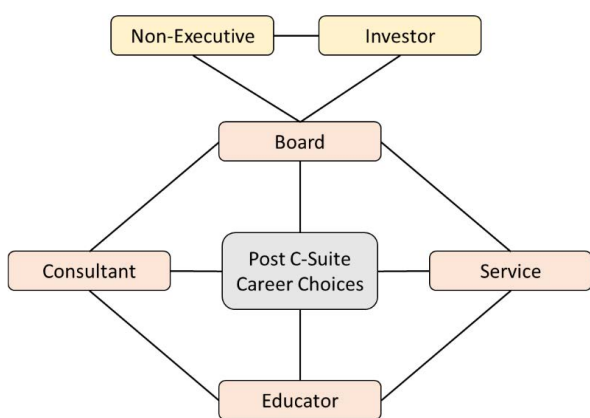 Non-Executive
Investor
Board
Consultant
Post C-Suite
Career Choices
Service
Educator